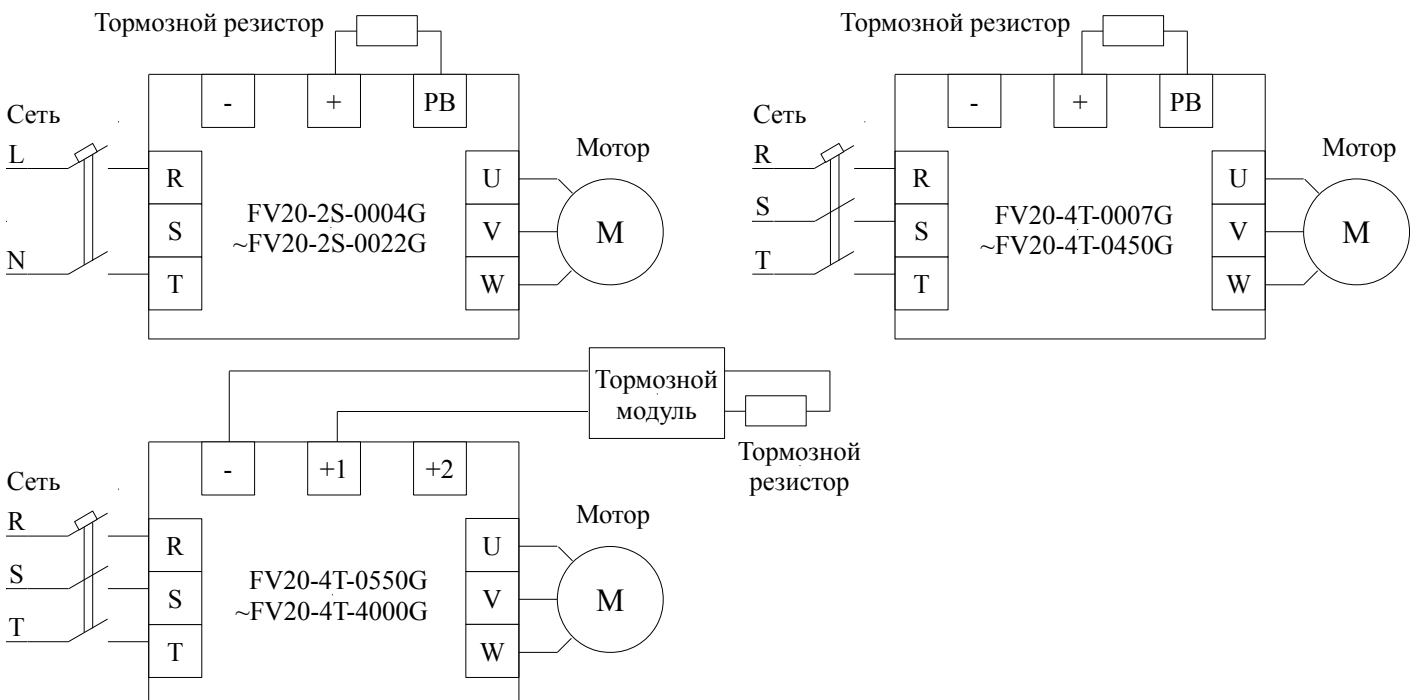 Тормозной резистор
- + PB
Сеть
L
N
R
S
T
FV20-2S-0004G
~FV20-2S-0022G
U
V
W
Мотор
M
Тормозной резистор
- + PB
Сеть
R
S
T
R
S
T
FV20-4T-0007G
~FV20-4T-0450G
U
V
W
Мотор
M
Тормозной
модуль
Тормозной
резистор
- +1 +2
Сеть
R
S
T
R
S
T
FV20-4T-0550G
~FV20-4T-4000G
U
V
W
Мотор
M